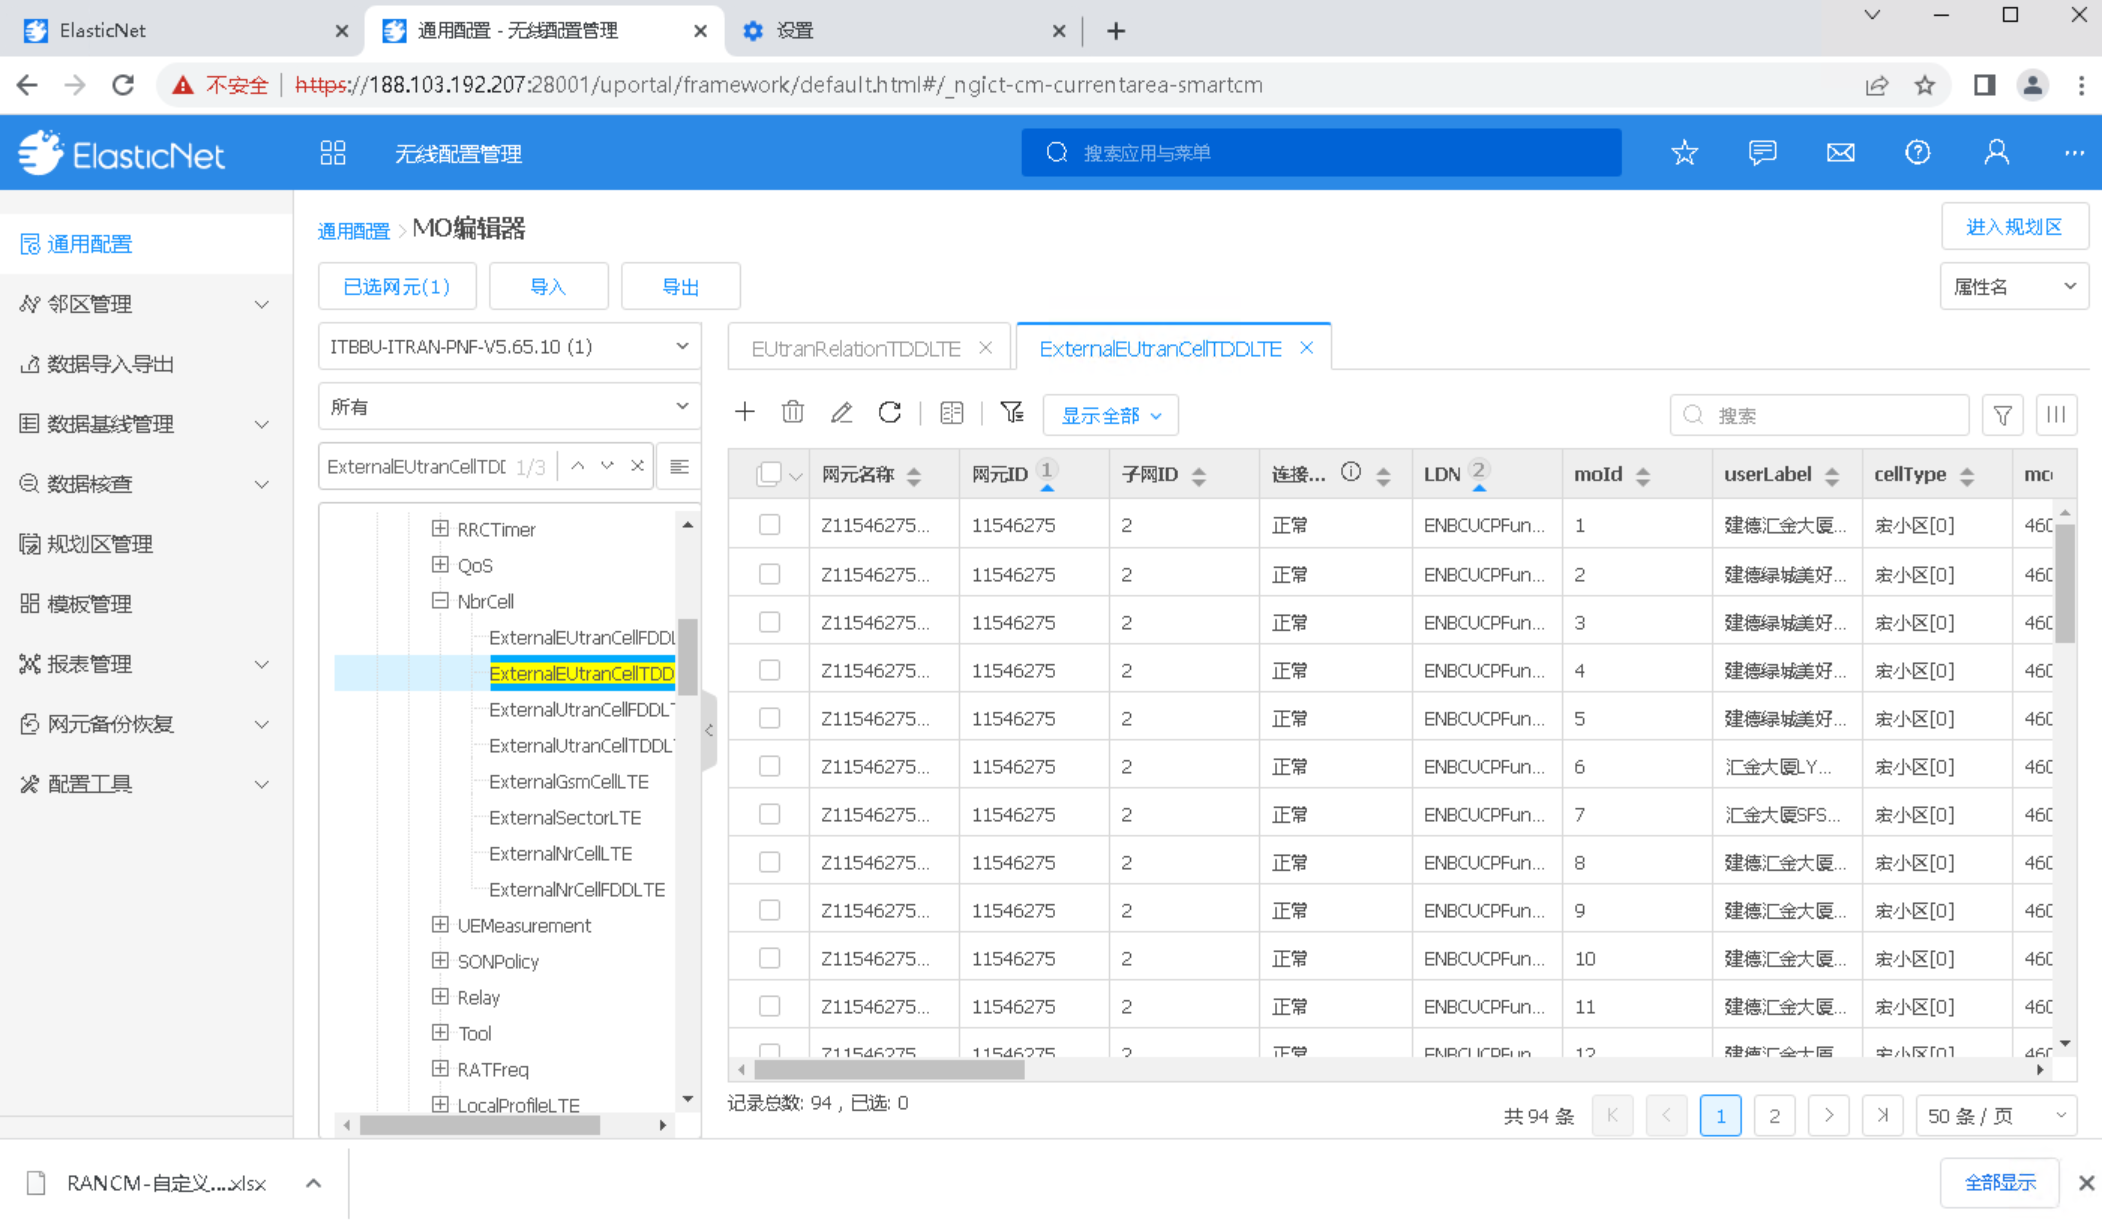 ElasticNet
通用配置 - 无线配置管理
设置
不安全 | https://188.103.192.207:28001/uportal/framework/default.html#/_ngict-cm-currentarea-smartcm
ElasticNet
无线配置管理
搜索应用与菜单
通用配置
邻区管理
数据导入导出
数据基线管理
数据核查
规划区管理
模板管理
报表管理
网元备份恢复
配置工具
通用配置 > MO编辑器
进入规划区
已选网元(1)
导入
导出
属性名
ITBBU-ITRAN-PNF-V5.65.10 (1)
所有
ExternalEUtranCellTDD 1/3
RRCTimer
QoS
NbrCell
ExternalEUtranCellFDDL
ExternalEUtranCellTDD
ExternalUtranCellFDDLT
ExternalUtranCellTDDLT
ExternalGsmCellLTE
ExternalSectorLTE
ExternalNrCellLTE
ExternalNrCellFDDLTE
UEMeasurement
SONPolicy
Relay
Tool
RATFreq
LocalProfileLTE
EUtranRelationTDDLTE
ExternalEUtranCellTDDLTE
显示全部
搜索
网元名称 网元ID 1 子网ID 连接... LDN 2 moId userLabel cellType mc
Z11546275... 11546275 2 正常 ENBCUCPFun... 1 建德汇金大厦... 宏小区[0] 460
Z11546275... 11546275 2 正常 ENBCUCPFun... 2 建德绿城美好... 宏小区[0] 460
Z11546275... 11546275 2 正常 ENBCUCPFun... 3 建德绿城美好... 宏小区[0] 460
Z11546275... 11546275 2 正常 ENBCUCPFun... 4 建德绿城美好... 宏小区[0] 460
Z11546275... 11546275 2 正常 ENBCUCPFun... 5 建德绿城美好... 宏小区[0] 460
Z11546275... 11546275 2 正常 ENBCUCPFun... 6 汇金大厦LY... 宏小区[0] 460
Z11546275... 11546275 2 正常 ENBCUCPFun... 7 汇金大厦SFS... 宏小区[0] 460
Z11546275... 11546275 2 正常 ENBCUCPFun... 8 建德汇金大厦... 宏小区[0] 460
Z11546275... 11546275 2 正常 ENBCUCPFun... 9 建德汇金大厦... 宏小区[0] 460
Z11546275... 11546275 2 正常 ENBCUCPFun... 10 建德汇金大厦... 宏小区[0] 460
Z11546275... 11546275 2 正常 ENBCUCPFun... 11 建德汇金大厦... 宏小区[0] 460
Z11546275... 11546275 2 正常 ENBCUCPFun... 12 建德汇金大厦... 宏小区[0] 460
记录总数: 94 , 已选: 0
共 94 条 1 2 50 条 / 页
RANCM-自定义....xlsx
全部显示